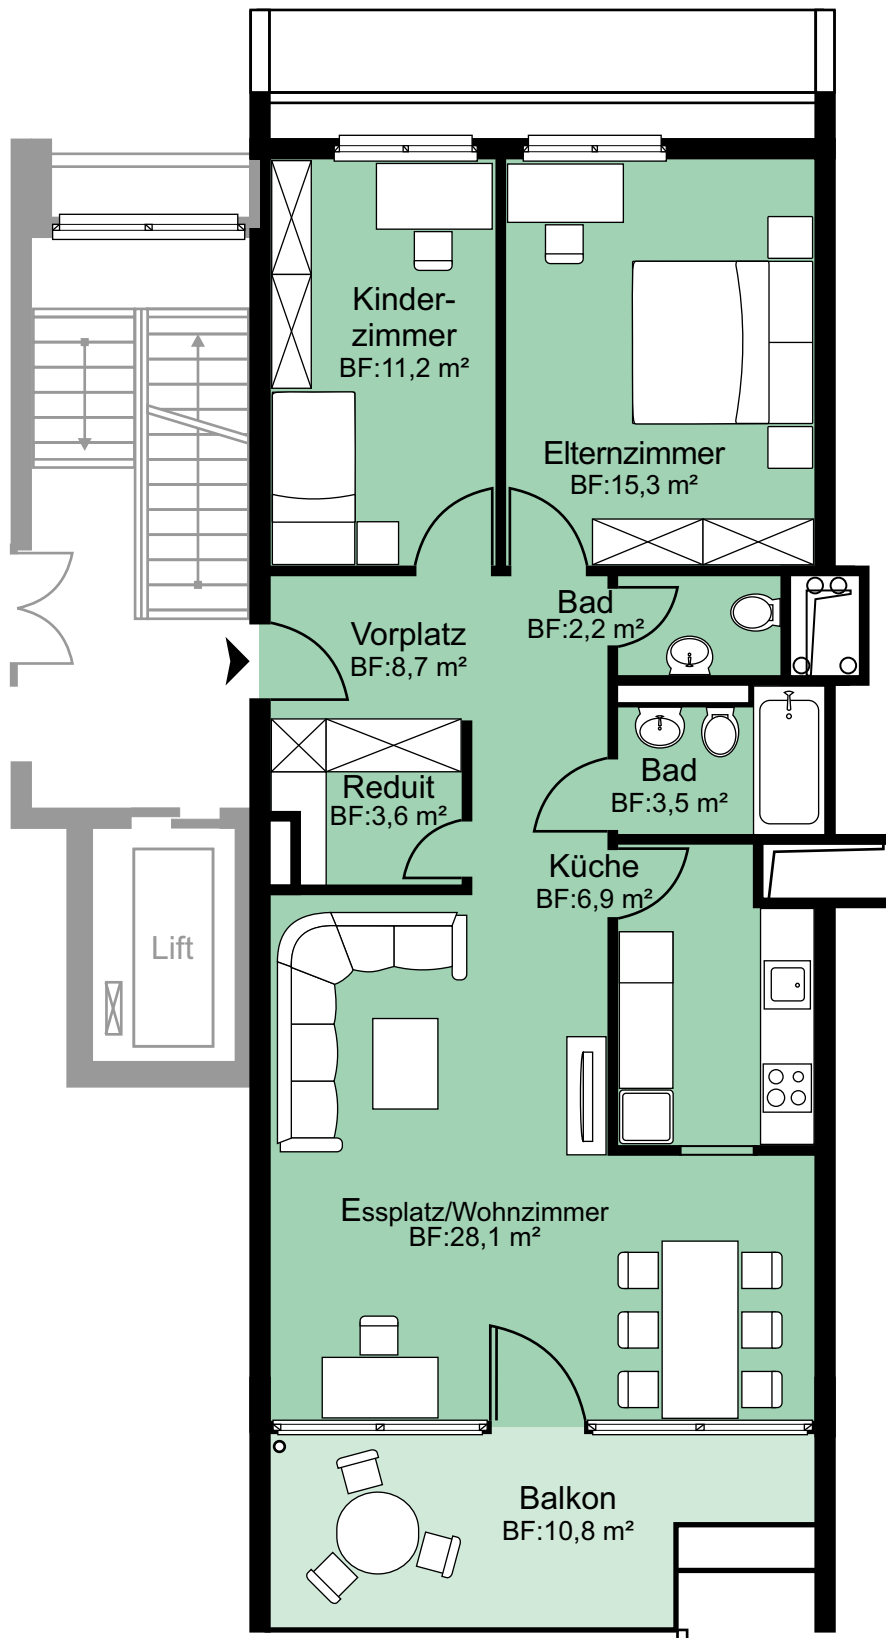 Kinder-
zimmer
BF:11,2 m²
Elternzimmer
BF:15,3 m²
Bad
BF:2,2 m²
Vorplatz
BF:8,7 m²
Bad
BF:3,5 m²
Reduit
BF:3,6 m²
Küche
BF:6,9 m²
Lift
Essplatz/Wohnzimmer
BF:28,1 m²
Balkon
BF:10,8 m²